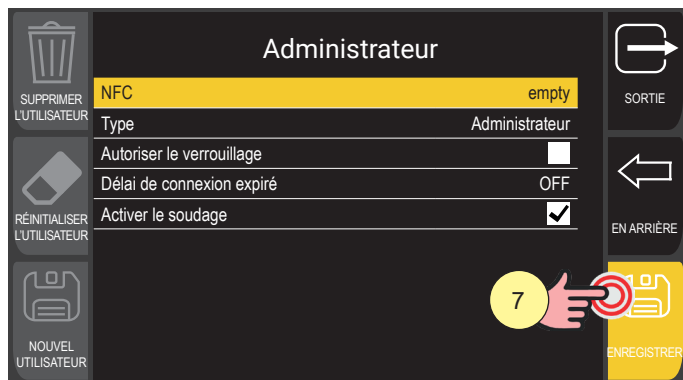 Administrateur
SUPPRIMER
L'UTILISATEUR
NFC
empty
SORTIE
Type
Administrateur
Autoriser le verrouillage
Délai de connexion expiré
OFF
RÉINITIALISER
L'UTILISATEUR
Activer le soudage
EN ARRIÈRE
7
NOUVEL
UTILISATEUR
ENREGISTRER